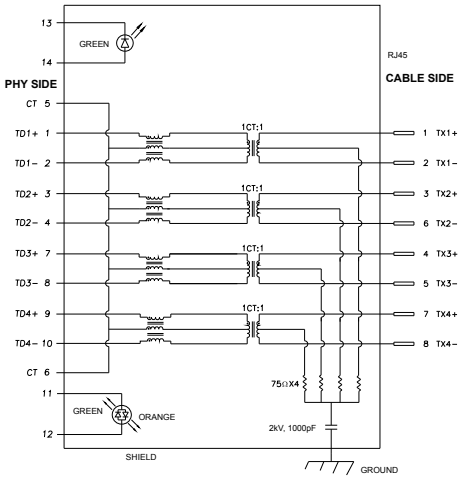 13
GREEN
14
RJ45
PHY SIDE
CABLE SIDE
CT 5
1CT:1
TD1+ 1
1 TX1+
TD1- 2
2 TX1-
1CT:1
TD2+ 3
3 TX2+
TD2- 4
6 TX2-
1CT:1
TD3+ 7
4 TX3+
TD3- 8
5 TX3-
1CT:1
TD4+ 9
7 TX4+
TD4- 10
8 TX4-
CT 6
75ΩX4
11
GREEN
ORANGE
12
2kV, 1000pF
SHIELD
GROUND